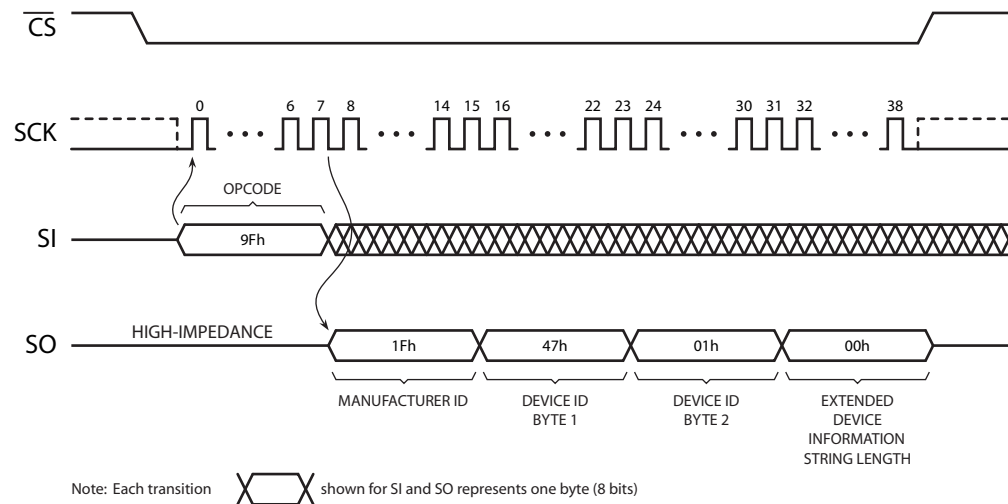 CS
0 6 7 8 14 15 16 22 23 24 30 31 32 38
SCK
OPCODE
SI
9Fh
HIGH-IMPEDANCE
SO
1Fh 47h 01h 00h
MANUFACTURER ID
DEVICE ID
BYTE 1
DEVICE ID
BYTE 2
EXTENDED
DEVICE
INFORMATION
STRING LENGTH
Note: Each transition shown for SI and SO represents one byte (8 bits)